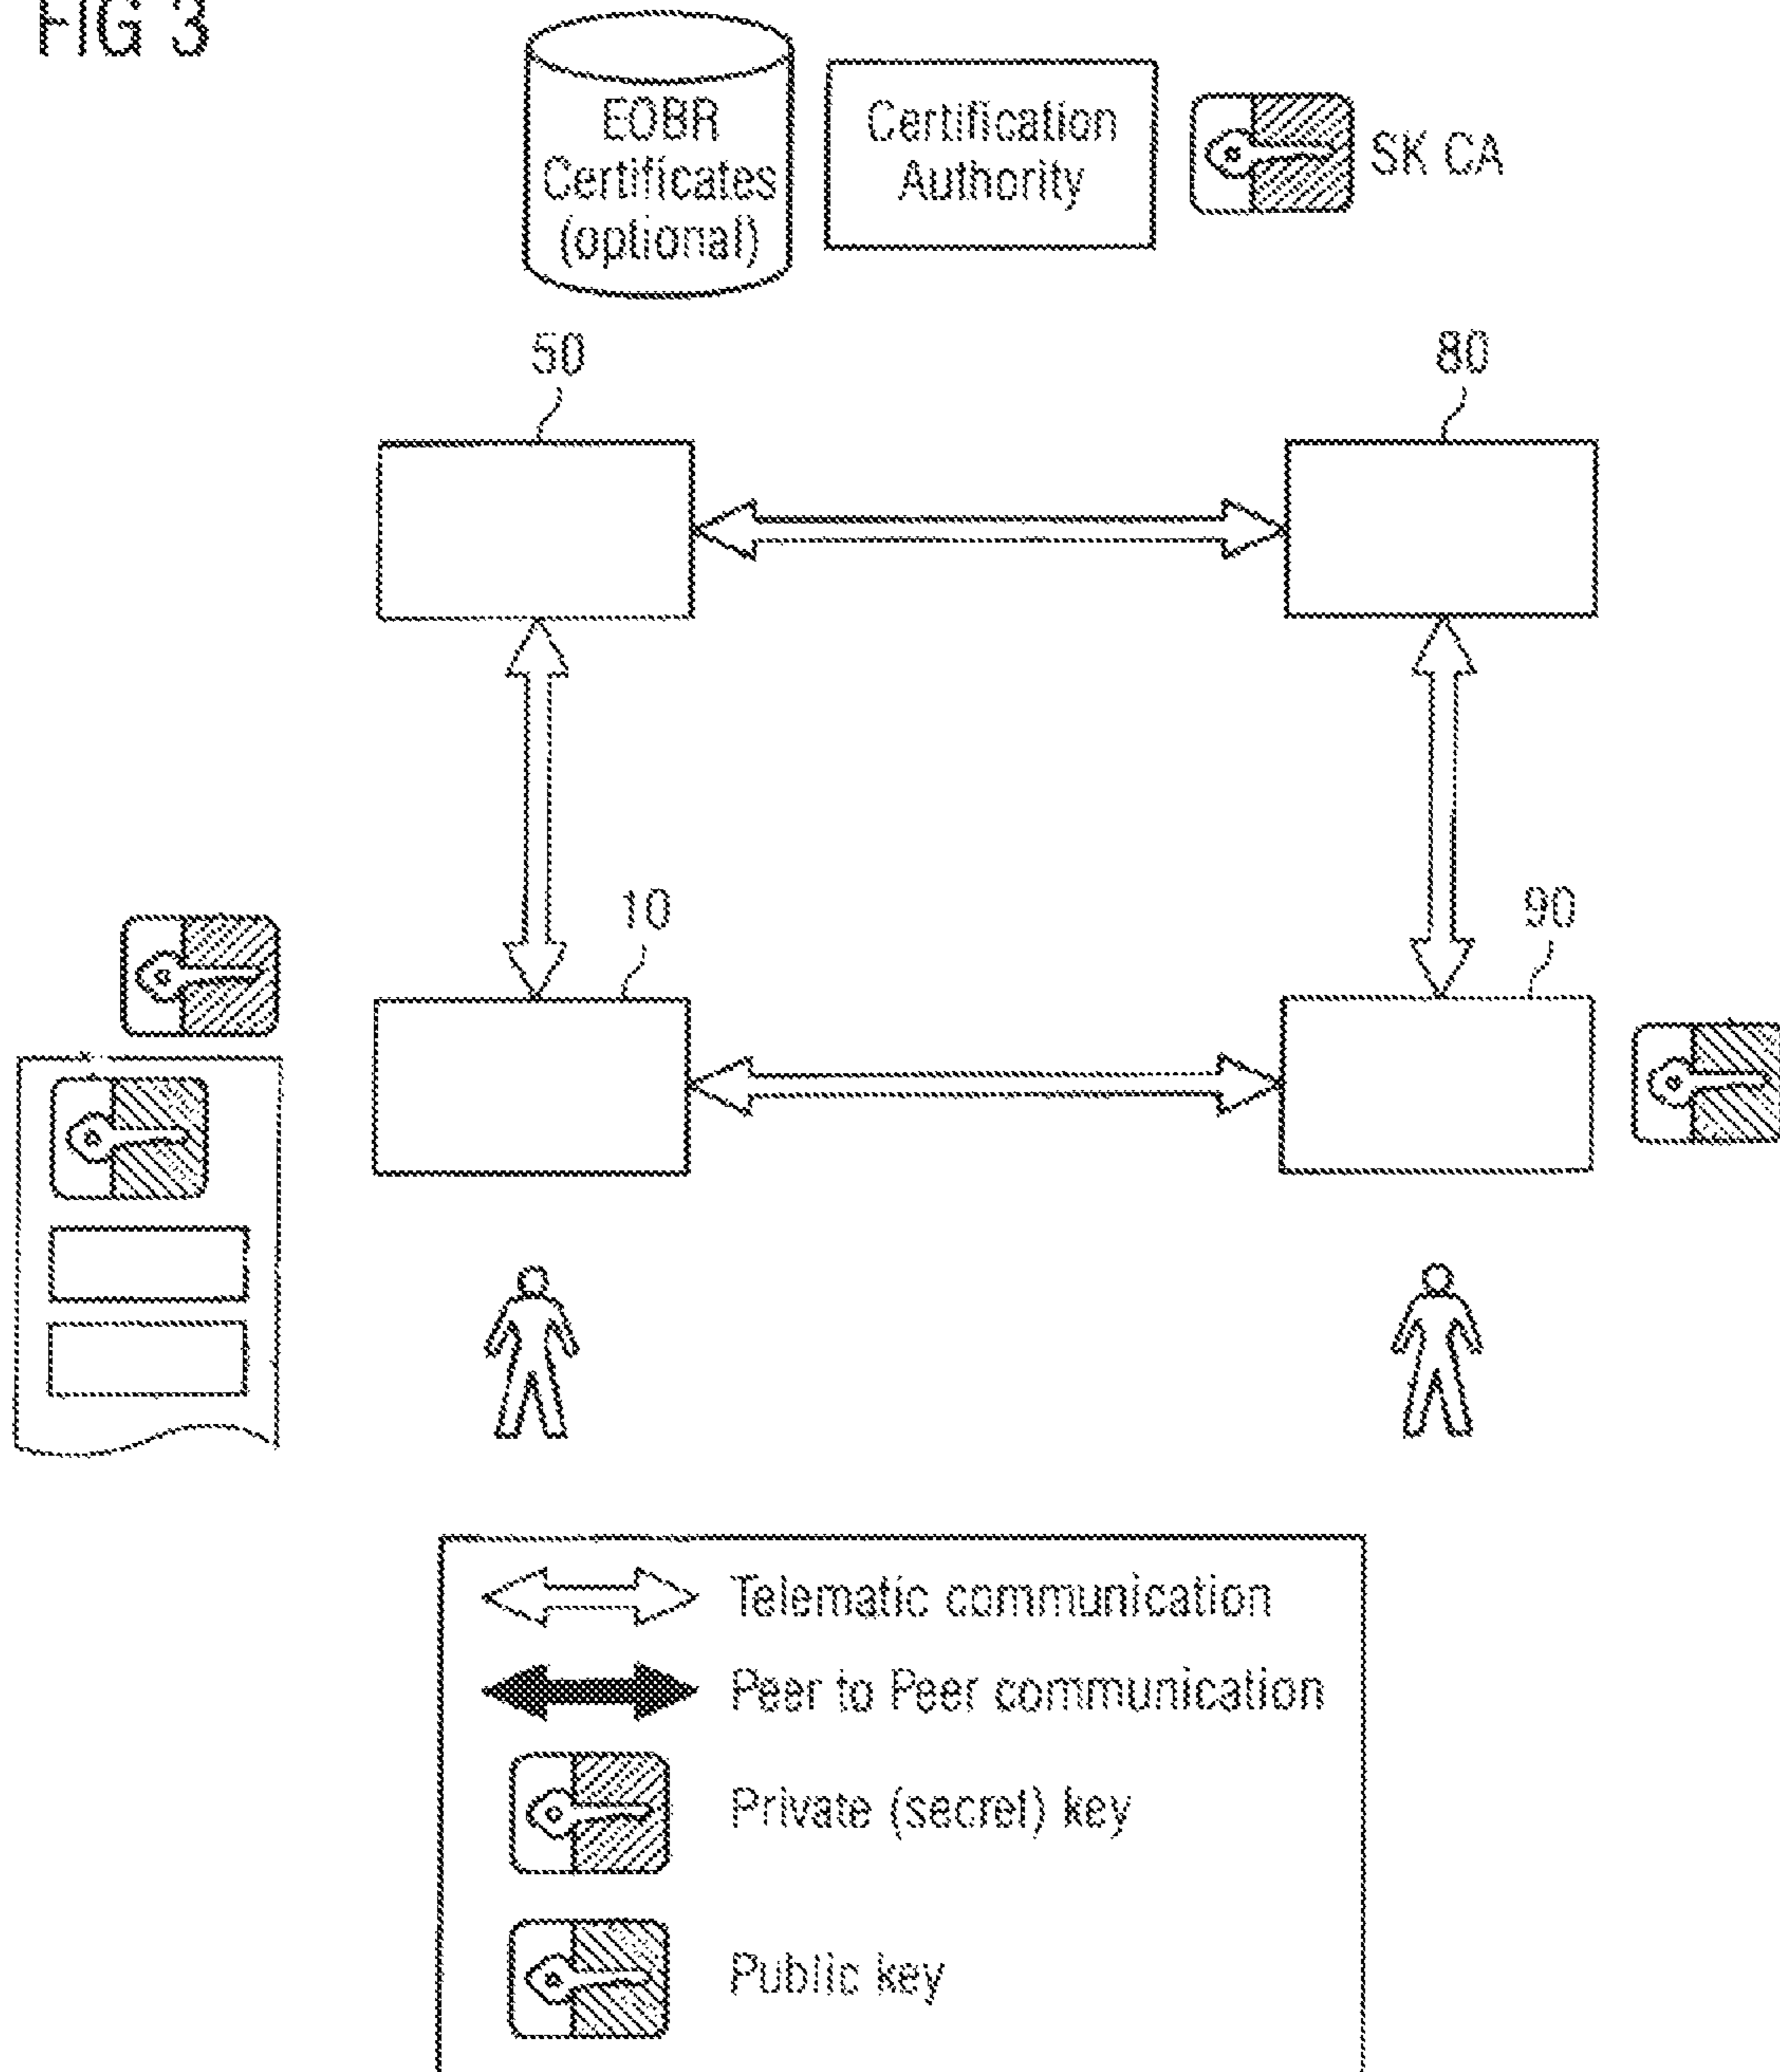 FIG 3
EOBR
Certificates
(optional)
Certification
Authority
SK CA
50
80
10
90
Telematic communication
Peer to Peer communication
Private (secret) key
Public key